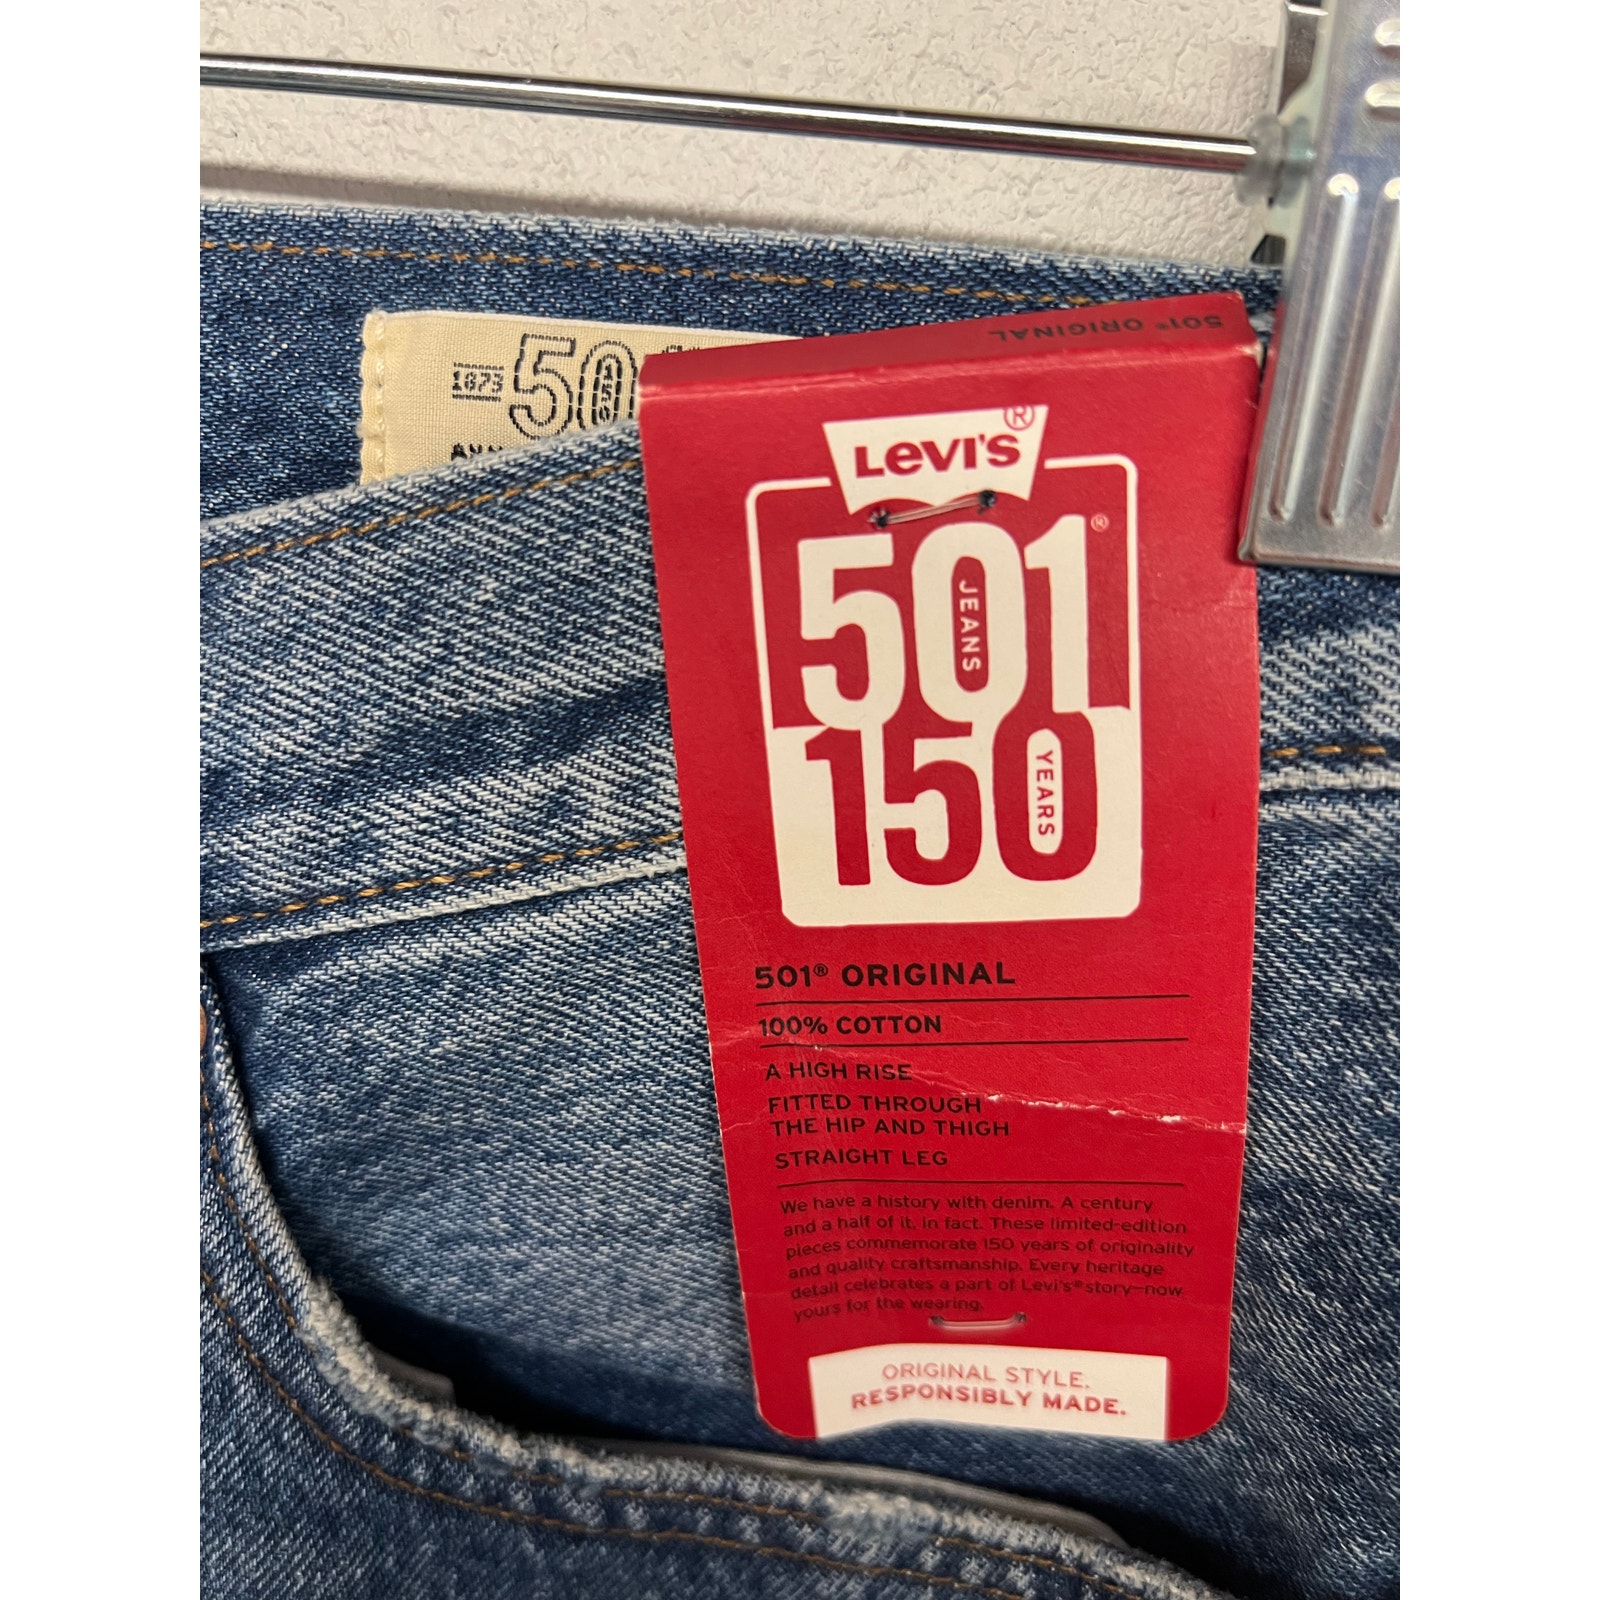 501® ORIGINAL
1873
50
150
LEVI'S®
501®
JEANS
150
YEARS
501® ORIGINAL
100% COTTON
A HIGH RISE
FITTED THROUGH
THE HIP AND THIGH
STRAIGHT LEG
We have a history with denim. A century
and a half of it, in fact. These limited-edition
pieces commemorate 150 years of originality
and quality craftsmanship. Every heritage
detail celebrates a part of Levi's® story—now
yours for the wearing.
ORIGINAL STYLE.
RESPONSIBLY MADE.